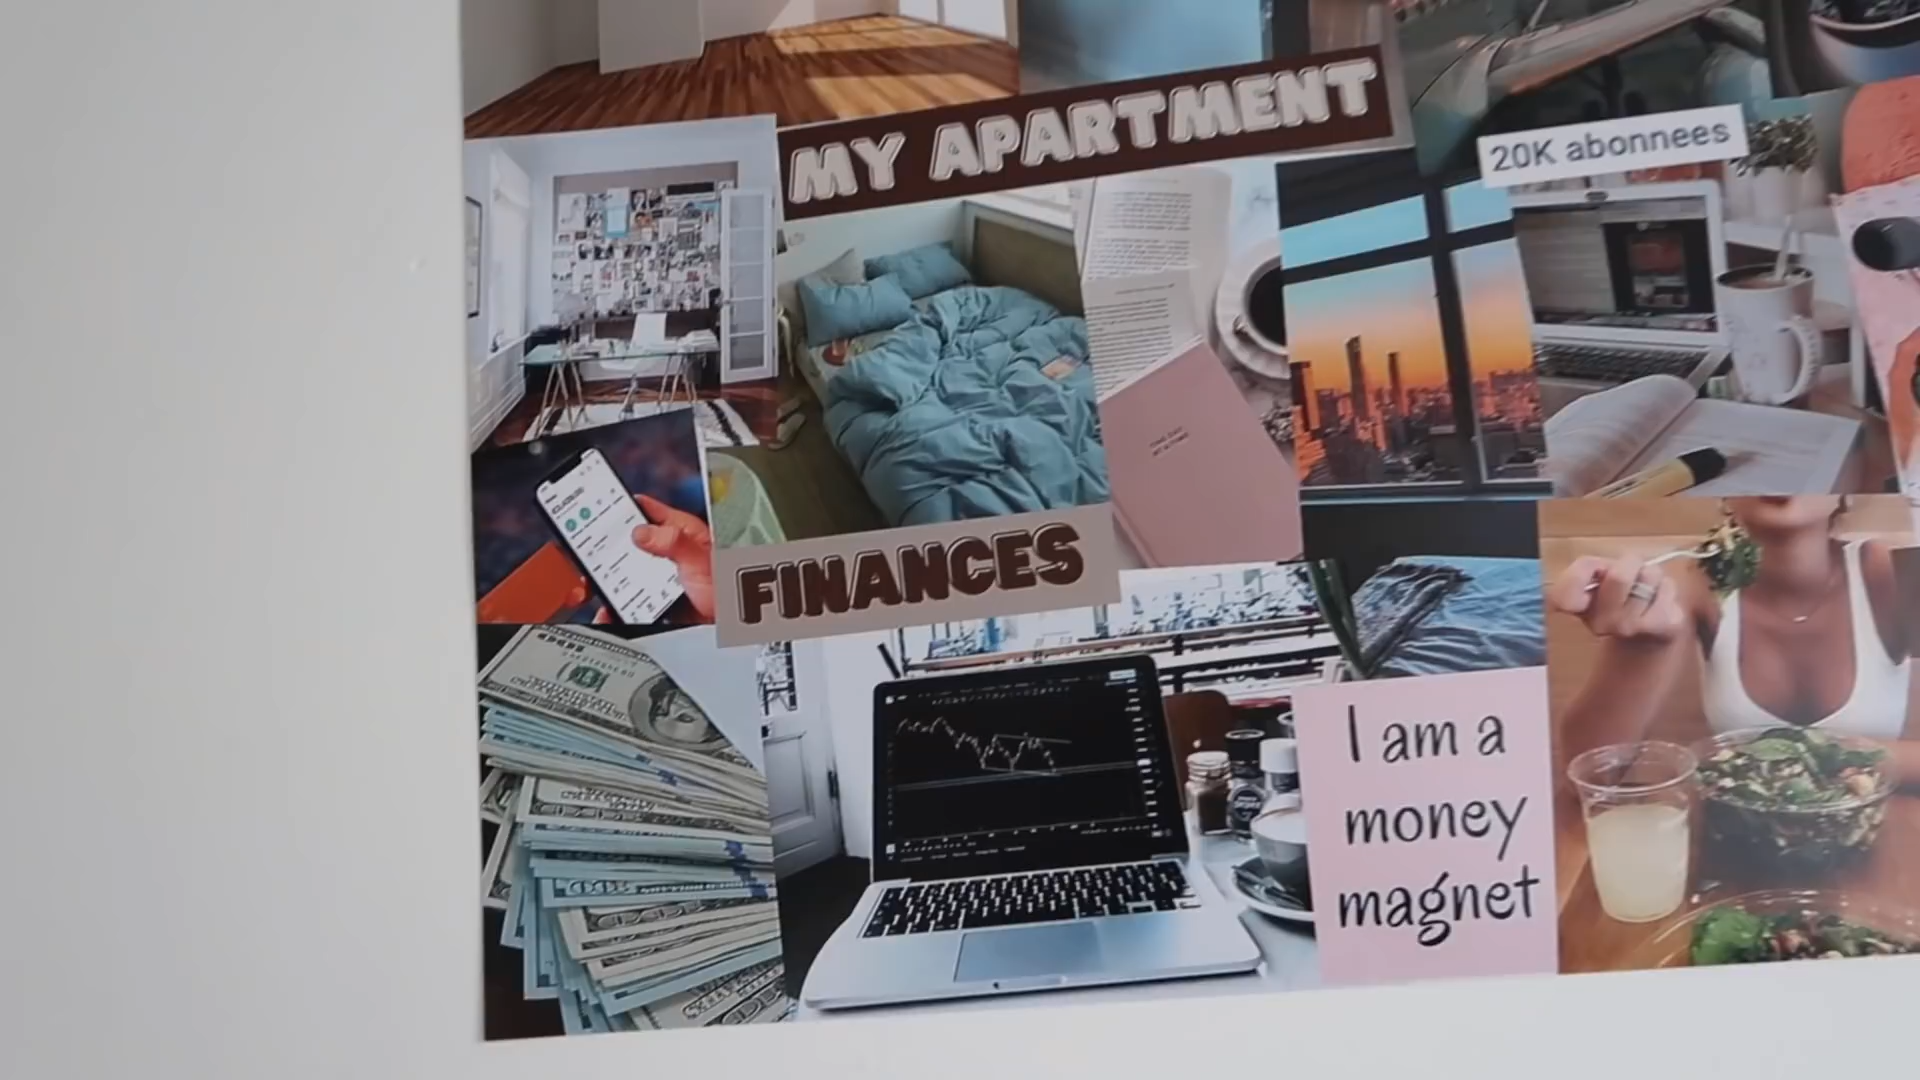 MY APARTMENT
20K abonnees
FINANCES
I am a
money
magnet